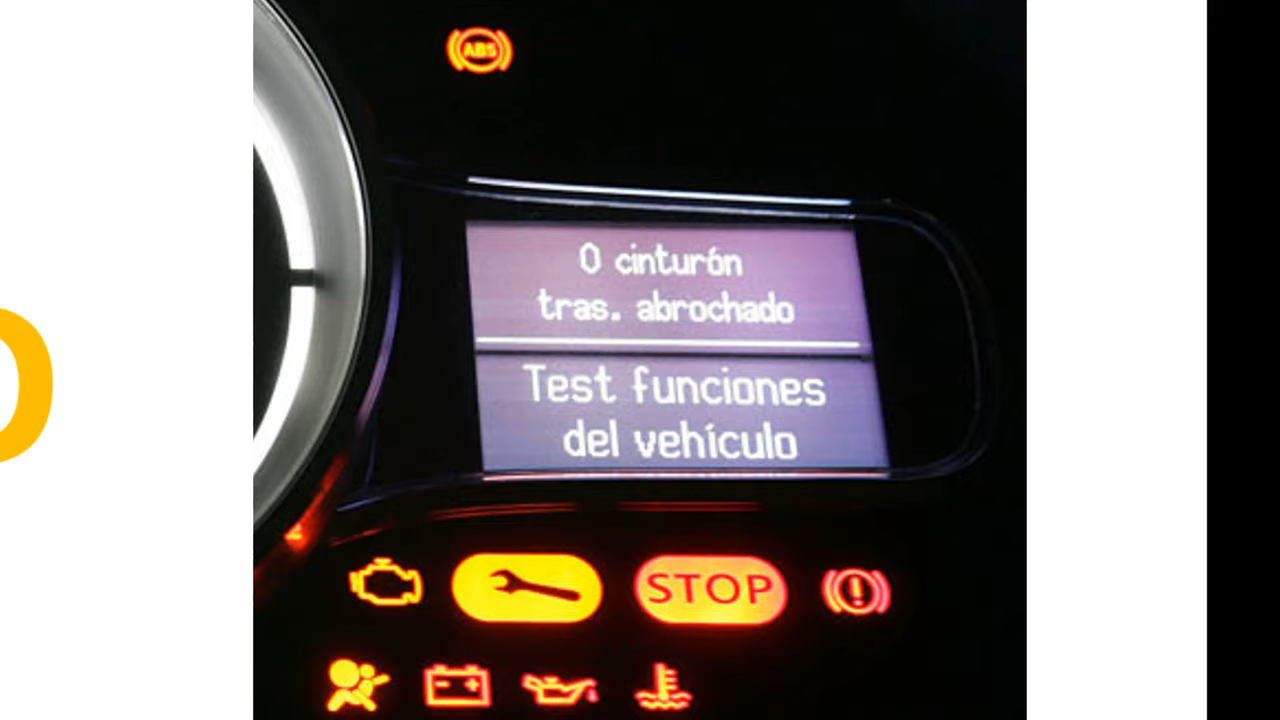 ABS
0 cinturón
tras. abrochado
Test funciones
del vehículo
STOP